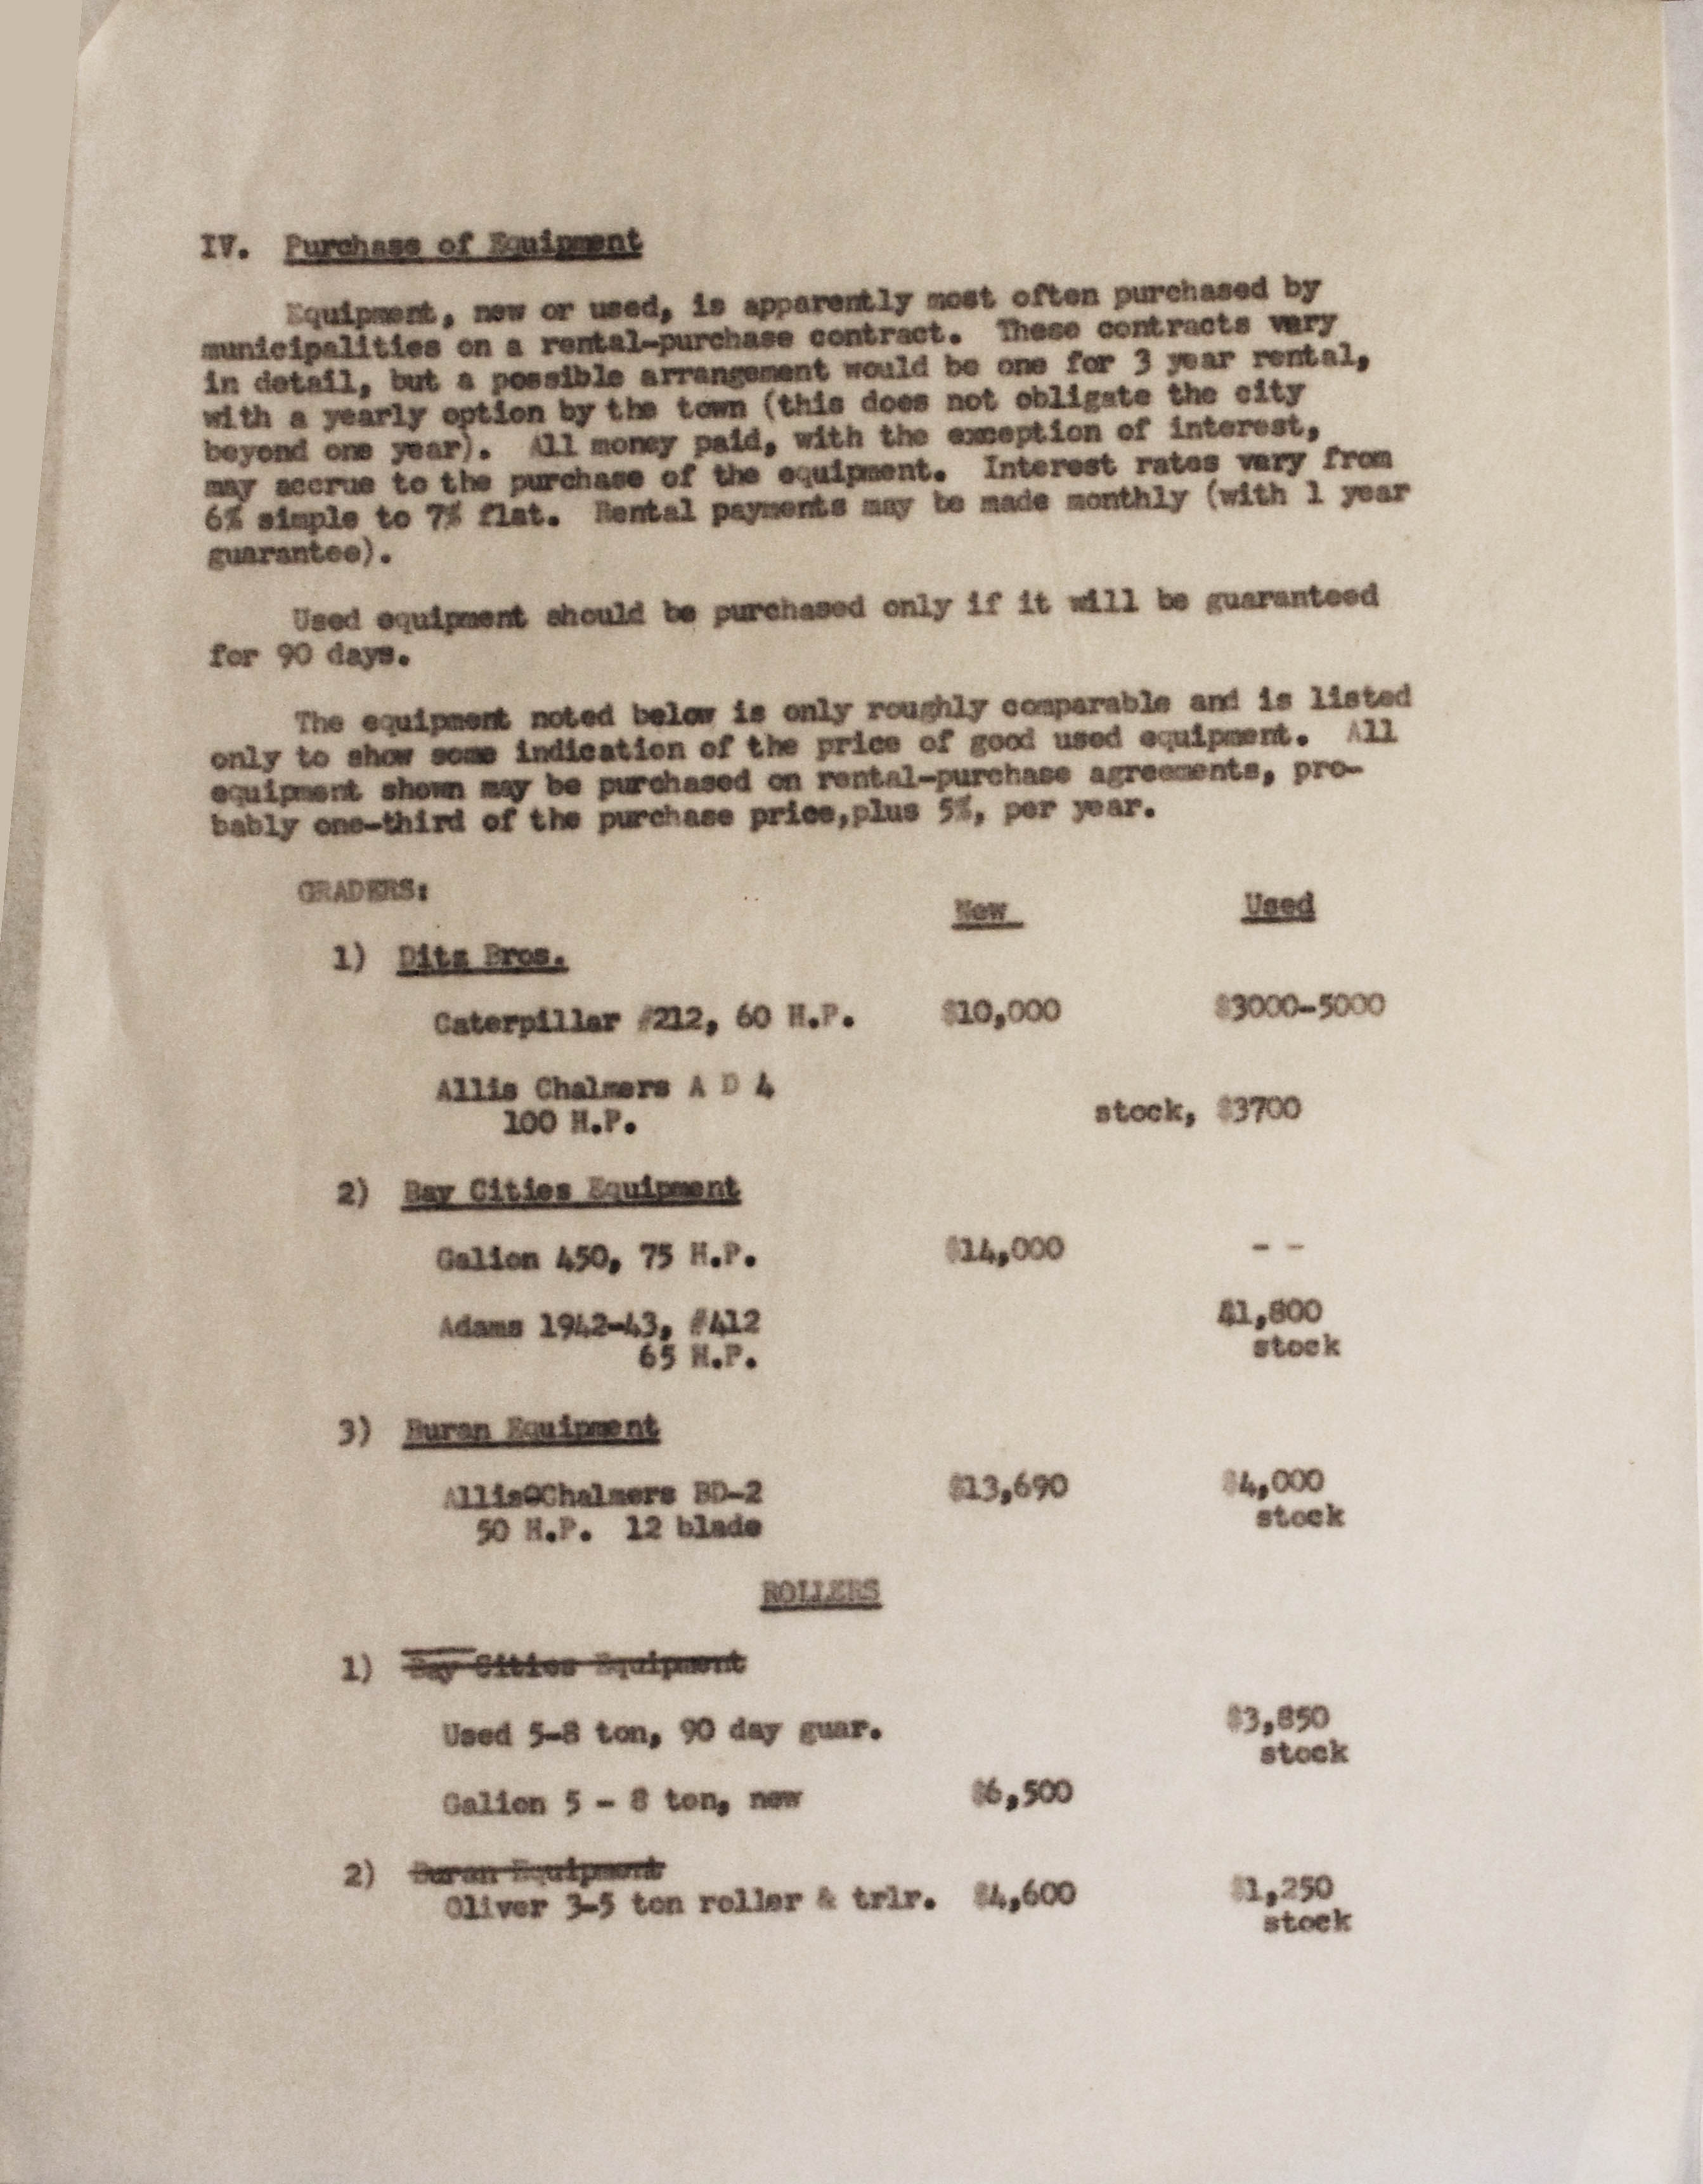 IV. Purchase of Equipment
Equipment, new or used, is apparently most often purchased by
municipalities on a rental-purchase contract. These contracts vary
in detail, but a possible arrangement would be one for 3 year rental,
with a yearly option by the town (this does not obligate the city
beyond one year). All money paid, with the exception of interest,
may accrue to the purchase of the equipment. Interest rates vary from
6% simple to 7% flat. Rental payments may be made monthly (with 1 year
guarantee).
Used equipment should be purchased only if it will be guaranteed
for 90 days.
The equipment noted below is only roughly comparable and is listed
only to show some indication of the price of good used equipment. All
equipment shown may be purchased on rental-purchase agreements, pro-
bably one-third of the purchase price,plus 5%, per year.
GRADERS:
New Used
1) Ditz Bros.
Caterpillar #212, 60 H.P. $10,000 $3000-5000
Allis Chalmers A D 4
100 H.P. stock, $3700
2) Bay Cities Equipment
Galion 450, 75 H.P. $14,000 - -
Adams 1942-43, #412 $1,800
65 H.P. stock
3) Buran Equipment
Allis-Chalmers BD-2 $13,690 $4,000
50 H.P. 12 blade stock
ROLLERS
1) Bay Cities Equipment
Used 5-8 ton, 90 day guar. $3,850
stock
Galion 5 - 8 ton, new $6,500
2) Buran Equipment
Oliver 3-5 ton roller & trlr. $4,600 $1,250
stock